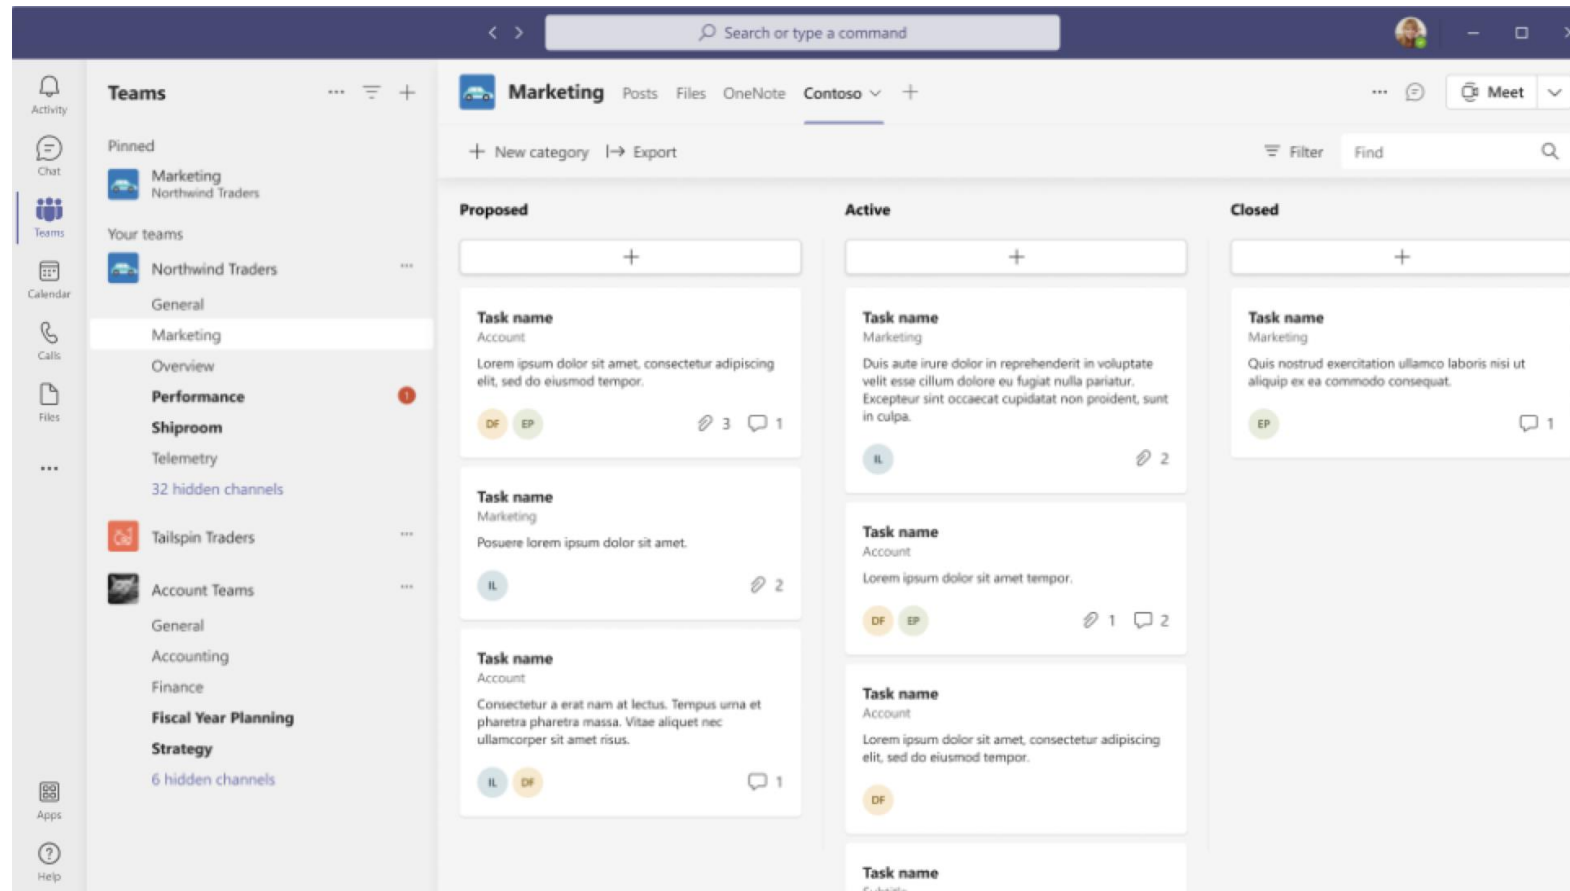 Search or type a command
Activity
Chat
Teams
Calendar
Calls
Files
Apps
Help
Teams
Pinned
Marketing
Northwind Traders
Your teams
Northwind Traders
General
Marketing
Overview
Performance
1
Shiproom
Telemetry
32 hidden channels
Tailspin Traders
Account Teams
General
Accounting
Finance
Fiscal Year Planning
Strategy
6 hidden channels
Marketing Posts Files OneNote Contoso
Meet
New category Export
Filter Find
Proposed
Task name
Account
Lorem ipsum dolor sit amet, consectetur adipiscing
elit, sed do eiusmod tempor.
DF EP 3 1
Task name
Marketing
Posuere lorem ipsum dolor sit amet.
IL 2
Task name
Account
Consectetur a erat nam at lectus. Tempus urna et
pharetra pharetra massa. Vitae aliquet nec
ullamcorper sit amet risus.
IL DF 1
Active
Task name
Marketing
Duis aute irure dolor in reprehenderit in voluptate
velit esse cillum dolore eu fugiat nulla pariatur.
Excepteur sint occaecat cupidatat non proident, sunt
in culpa.
IL 2
Task name
Account
Lorem ipsum dolor sit amet tempor.
DF EP 1 2
Task name
Account
Lorem ipsum dolor sit amet, consectetur adipiscing
elit, sed do eiusmod tempor.
DF
Task name
Closed
Task name
Marketing
Quis nostrud exercitation ullamco laboris nisi ut
aliquip ex ea commodo consequat.
EP 1